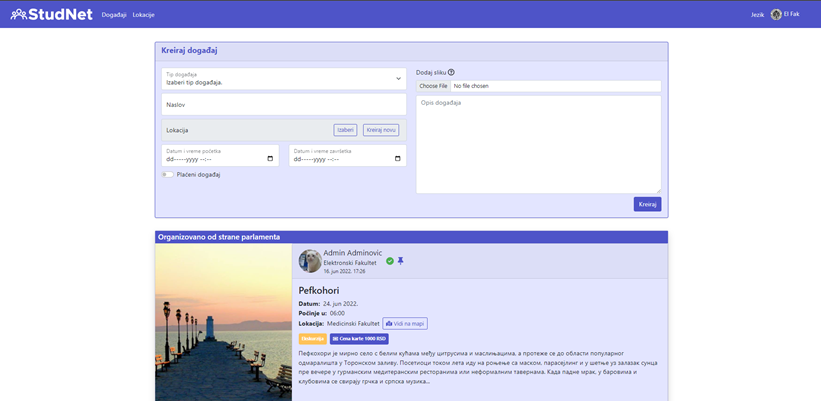 StudNet Događaji Lokacije Jezik El Fak
Kreiraj događaj
Tip događaja
Izaberi tip događaja.
Naslov
Lokacija Izaberi Kreiraj novu
Datum i vreme početka Datum i vreme završetka
dd-----yyyy --:-- dd-----yyyy --:--
Plaćeni događaj
Dodaj sliku
Choose File No file chosen
Opis događaja
Kreiraj
Organizovano od strane parlamenta
Admin Adminovic
Elektronski Fakultet
16. jun 2022. 17:26
Pefkohori
Datum: 24. jun 2022.
Počinje u: 06:00
Lokacija: Medicinski Fakultet Vidi na mapi
Ekskurzija Cena karte 1000 RSD
Пефкохори је мирно село с белим кућама међу цитрусима и маслињацима, а протеже се до области популарног
одмаралишта у Торонском заливу. Посетиоци током лета иду на роњење са маском, парасејлинг и у шетње уз залазак сунца
пре вечере у гурманским медитеранским ресторанима или неформалним тавернама. Када падне мрак, у баровима и
клубовима се свирају грчка и српска музика...